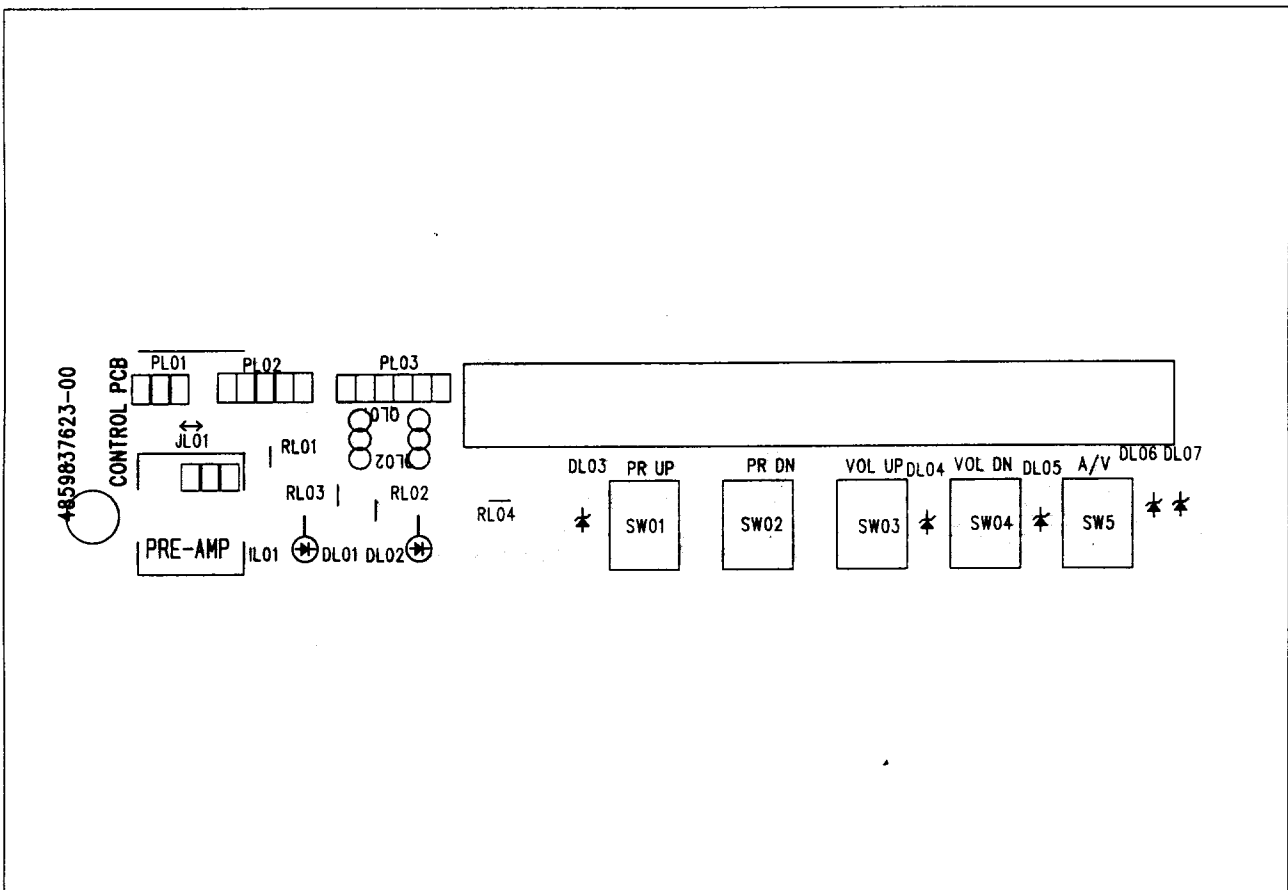 4859837623-00
CONTROL PCB
PL01
PL02
PL03
QL01
QL02
JL01
RL01
RL03
RL02
RL04
PRE-AMP
IL01
DL01
DL02
DL03
PR UP
PR DN
VOL UP
DL04
VOL DN
DL05
A/V
DL06
DL07
SW01
SW02
SW03
SW04
SW5